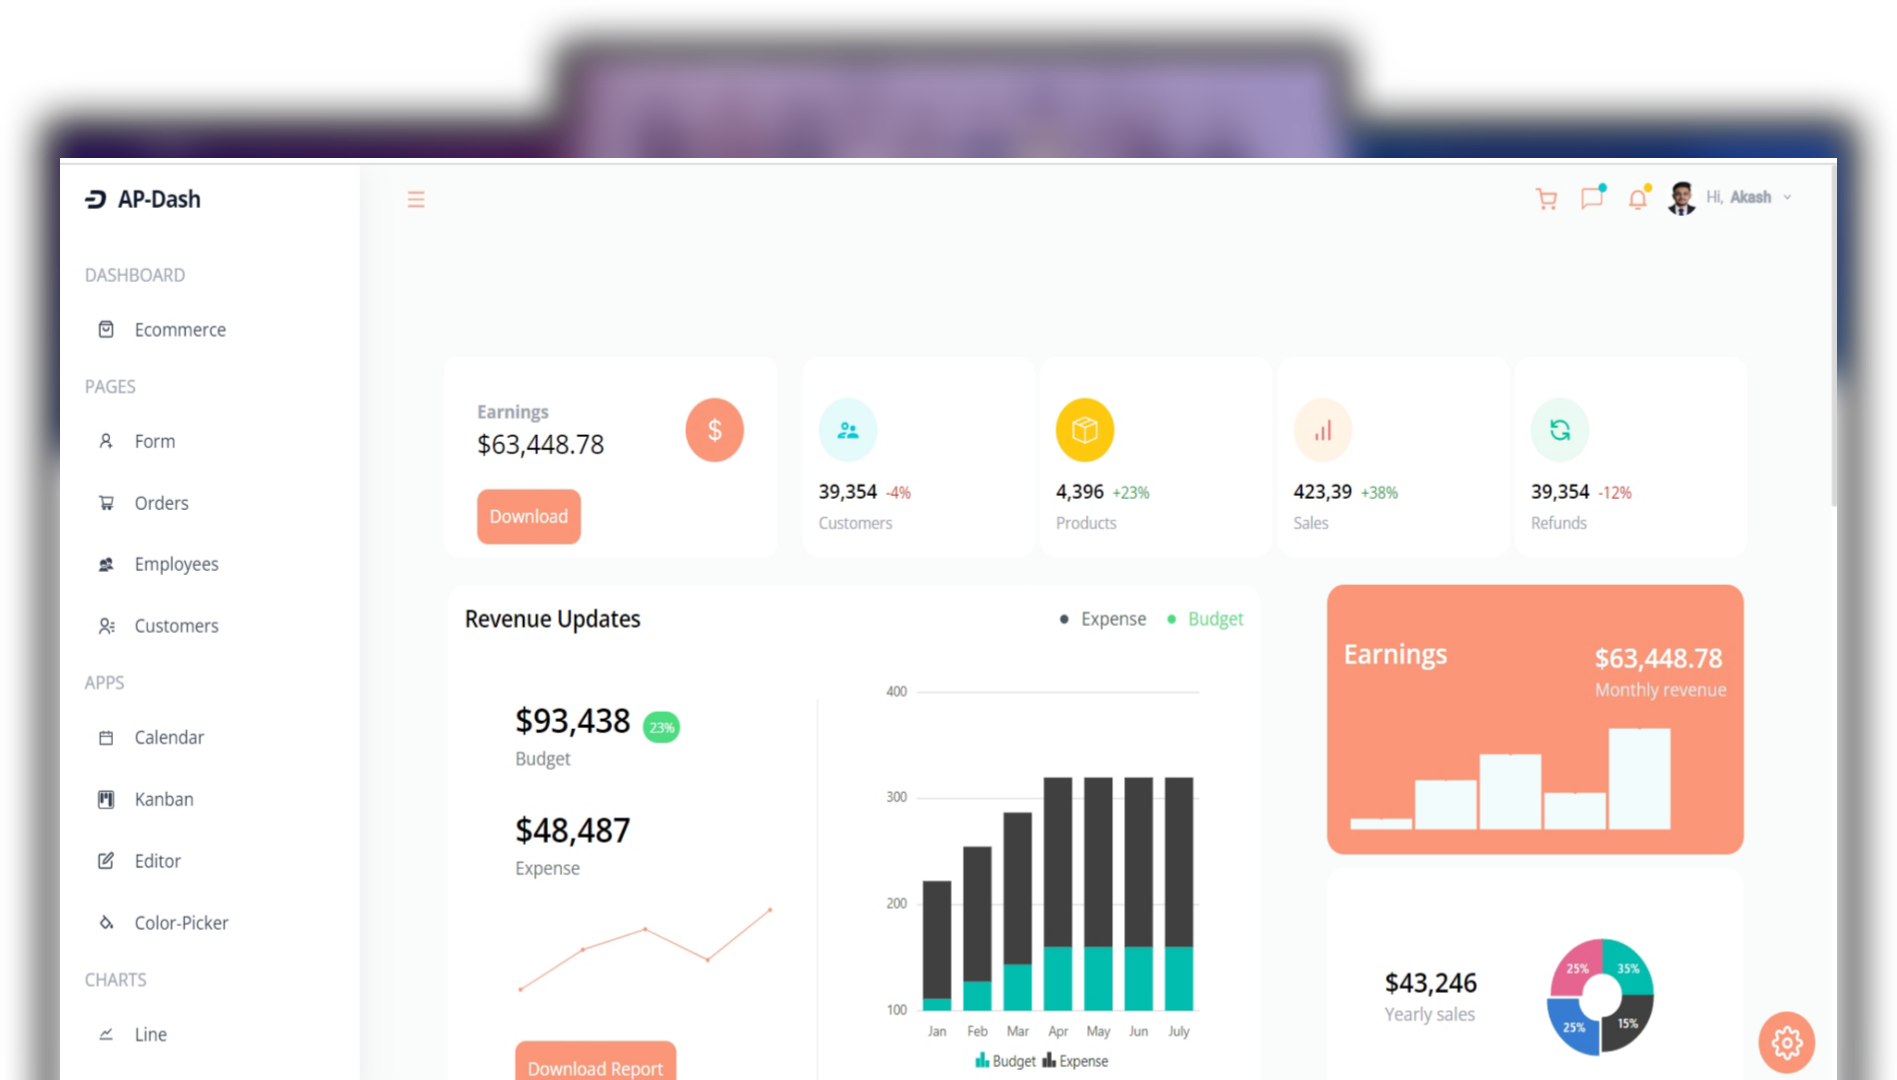 AP-Dash
Hi, Akash
DASHBOARD
Ecommerce
PAGES
Form
Orders
Employees
Customers
APPS
Calendar
Kanban
Editor
Color-Picker
CHARTS
Line
Earnings
$63,448.78
$
Download
39,354 -4%
Customers
4,396 +23%
Products
423,39 +38%
Sales
39,354 -12%
Refunds
Revenue Updates
Expense
Budget
$93,438 23%
Budget
$48,487
Expense
Download Report
400
300
200
100
Jan Feb Mar Apr May Jun July
Budget Expense
Earnings
$63,448.78
Monthly revenue
$43,246
Yearly sales
25% 35%
25% 15%